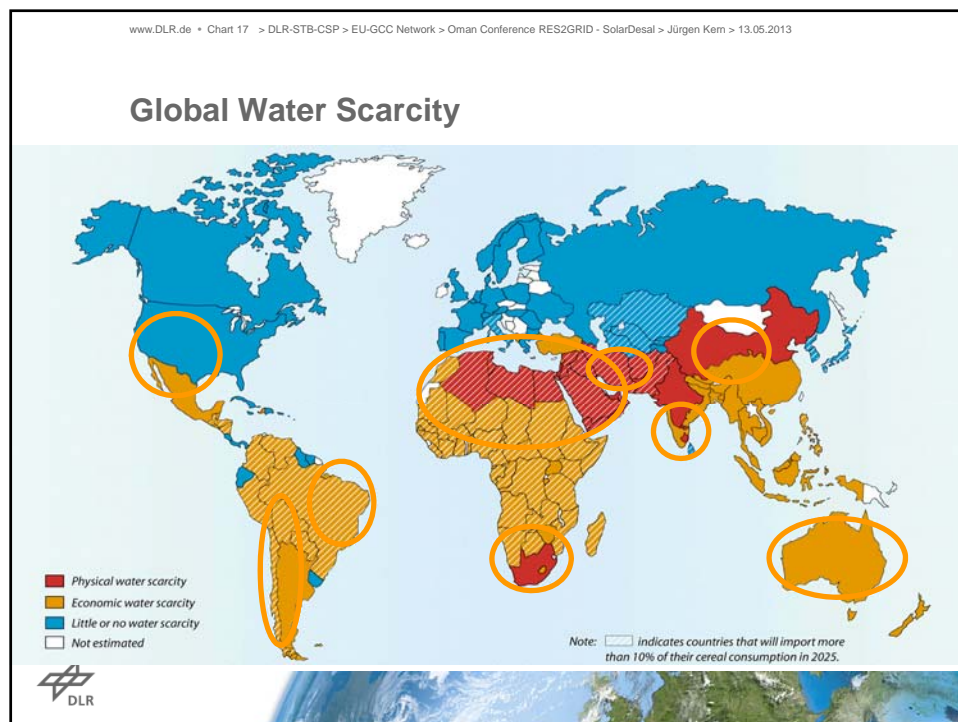 www.DLR.de • Chart 17 > DLR-STB-CSP > EU-GCC Network > Oman Conference RES2GRID - SolarDesal > Jürgen Kern > 13.05.2013
Global Water Scarcity
Physical water scarcity
Economic water scarcity
Little or no water scarcity
Not estimated
Note: indicates countries that will import more
than 10% of their cereal consumption in 2025.
DLR